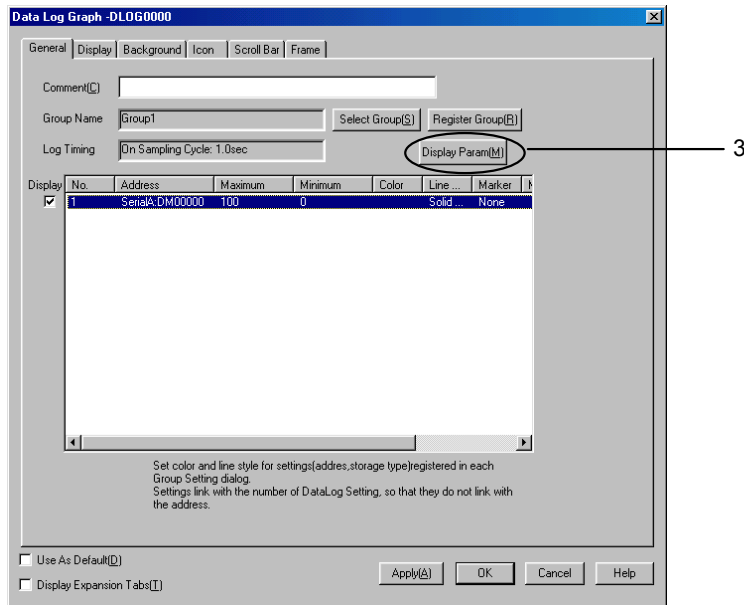 Data Log Graph -DLOG0000
General Display Background Icon Scroll Bar Frame
Comment(C)
Group Name Group1 Select Group(S) Register Group(R)
Log Timing On Sampling Cycle: 1.0sec Display Param(M) 3
Display No. Address Maximum Minimum Color Line ... Marker
1 SerialA:DM00000 100 0 Solid ... None
Set color and line style for settings(addres,storage type)registered in each
Group Setting dialog.
Settings link with the number of DataLog Setting, so that they do not link with
the address.
Use As Default(D)
Apply(A) OK Cancel Help
Display Expansion Tabs(T)